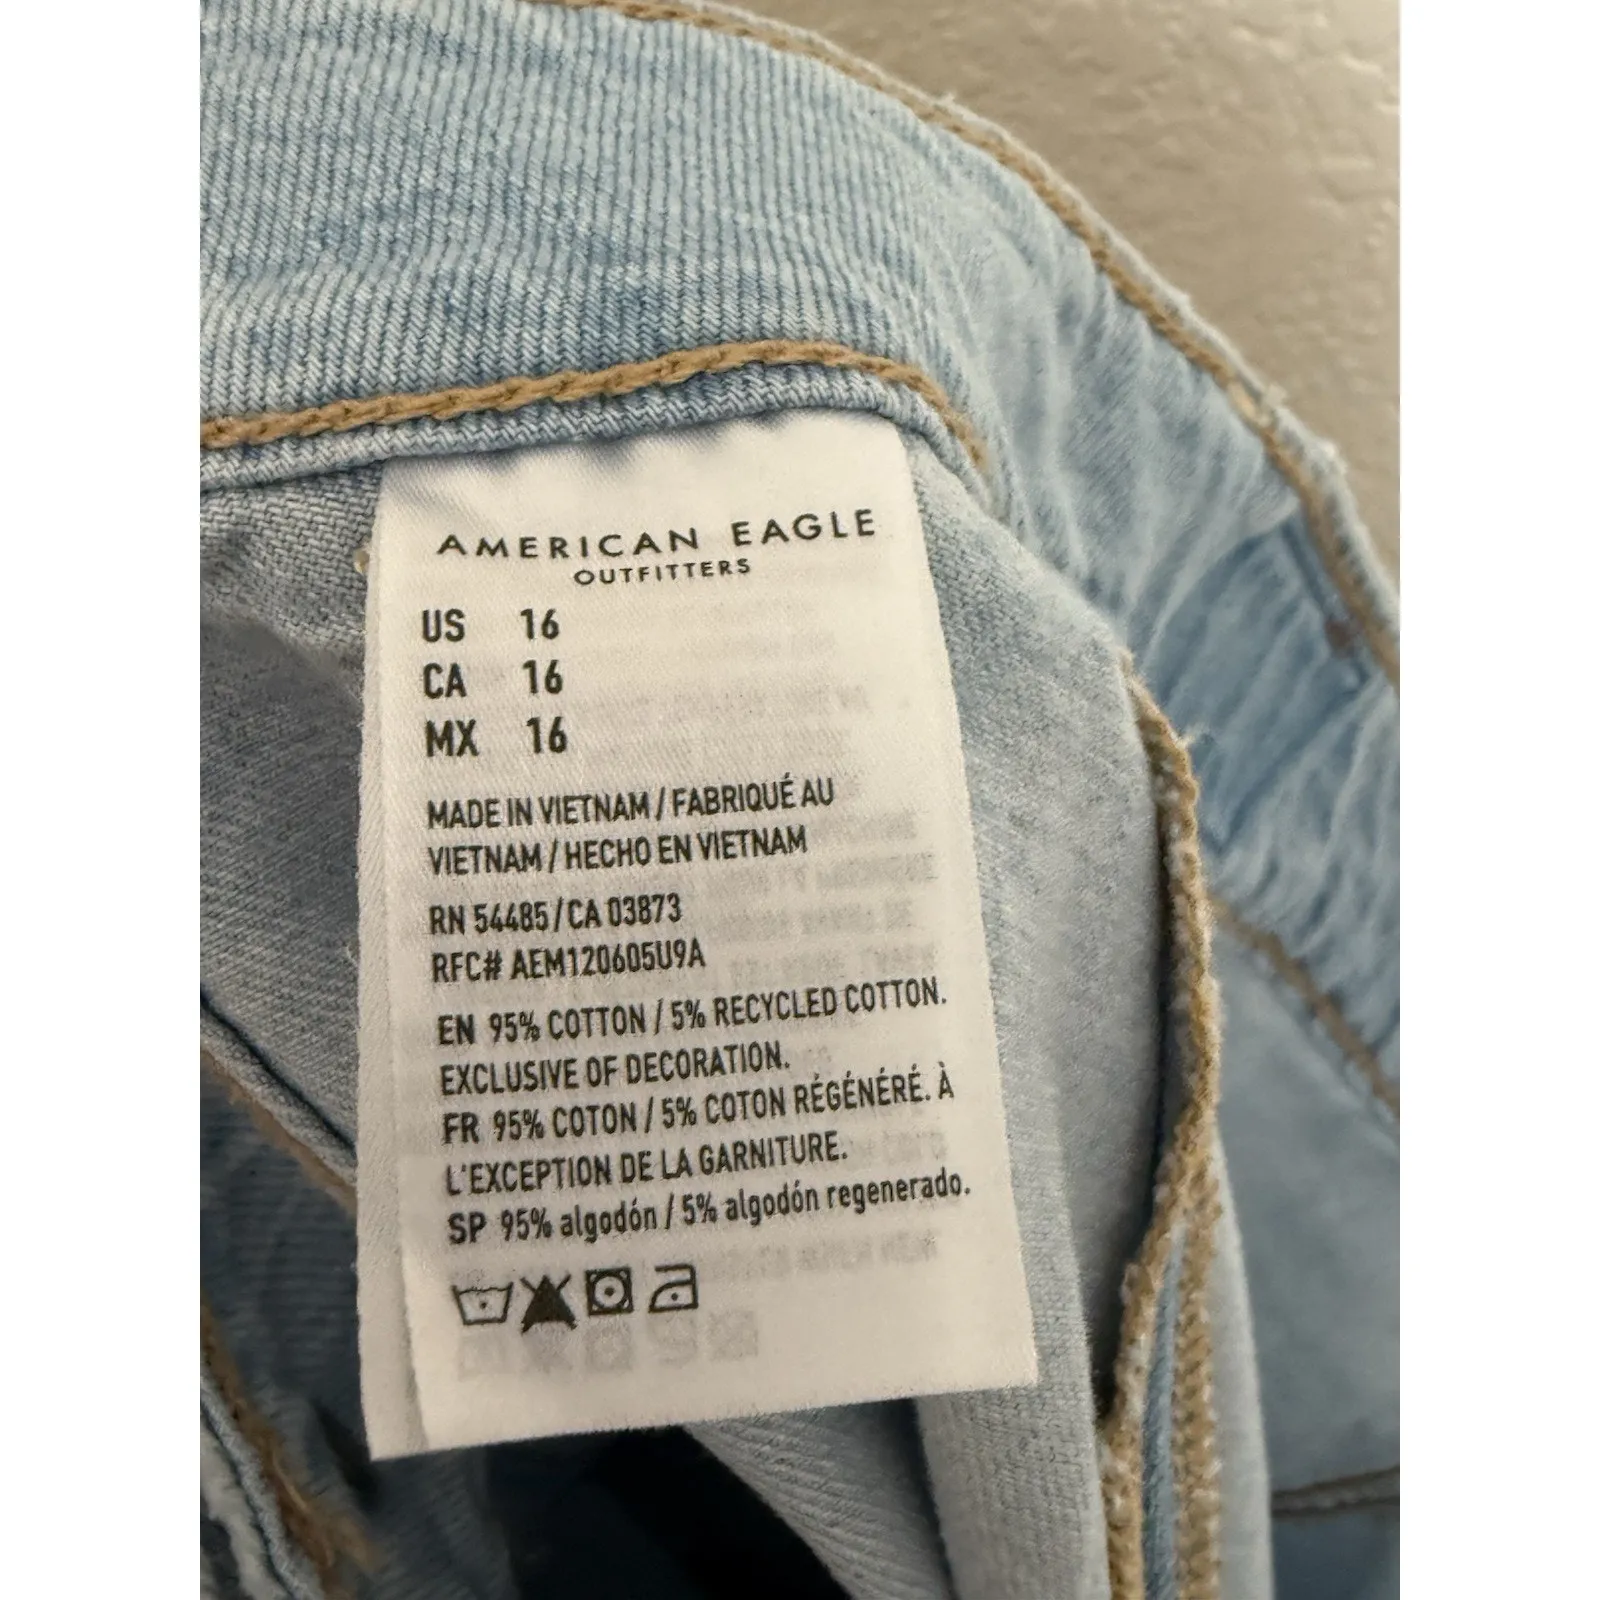 AMERICAN EAGLE
OUTFITTERS
US 16
CA 16
MX 16
MADE IN VIETNAM / FABRIQUÉ AU
VIETNAM / HECHO EN VIETNAM
RN 54485 / CA 03873
RFC# AEM120605U9A
EN 95% COTTON / 5% RECYCLED COTTON.
EXCLUSIVE OF DECORATION.
FR 95% COTON / 5% COTON RÉGÉNÉRÉ. À
L'EXCEPTION DE LA GARNITURE.
SP 95% algodón / 5% algodón regenerado.